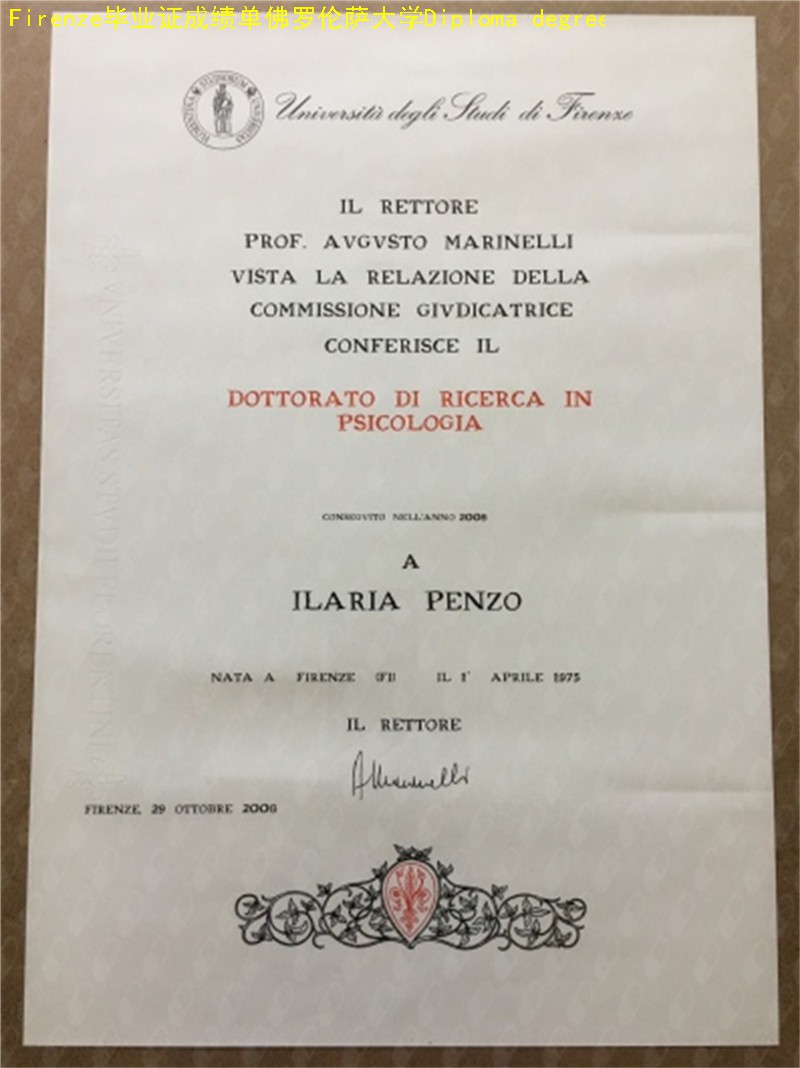 Firenze毕业证成绩单佛罗伦萨大学Diploma degree
Università degli Studi di Firenze
IL RETTORE
PROF. AVGVSTO MARINELLI
VISTA LA RELAZIONE DELLA
COMMISSIONE GIVDICATRICE
CONFERISCE IL
DOTTORATO DI RICERCA IN
PSICOLOGIA
CONSEGVITO NELL'ANNO 2008
A
ILARIA PENZO
NATA A FIRENZE (FI) IL 1° APRILE 1975
IL RETTORE
FIRENZE, 29 OTTOBRE 2008